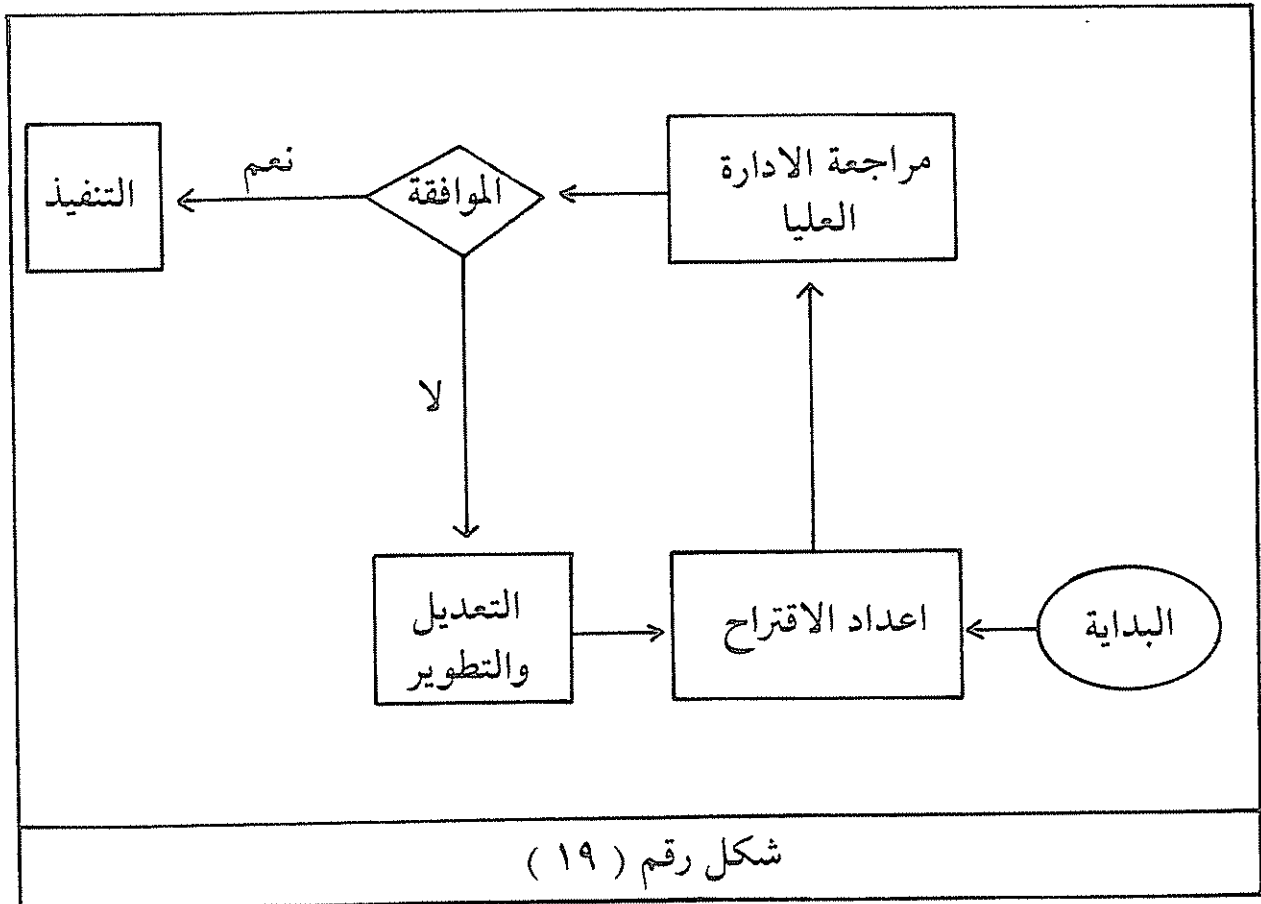 مراجعة الادارة
العليا
الموافقة
نعم
التنفيذ
لا
التعديل
والتطوير
اعداد الاقتراح
البداية
شكل رقم ( ١٩ )